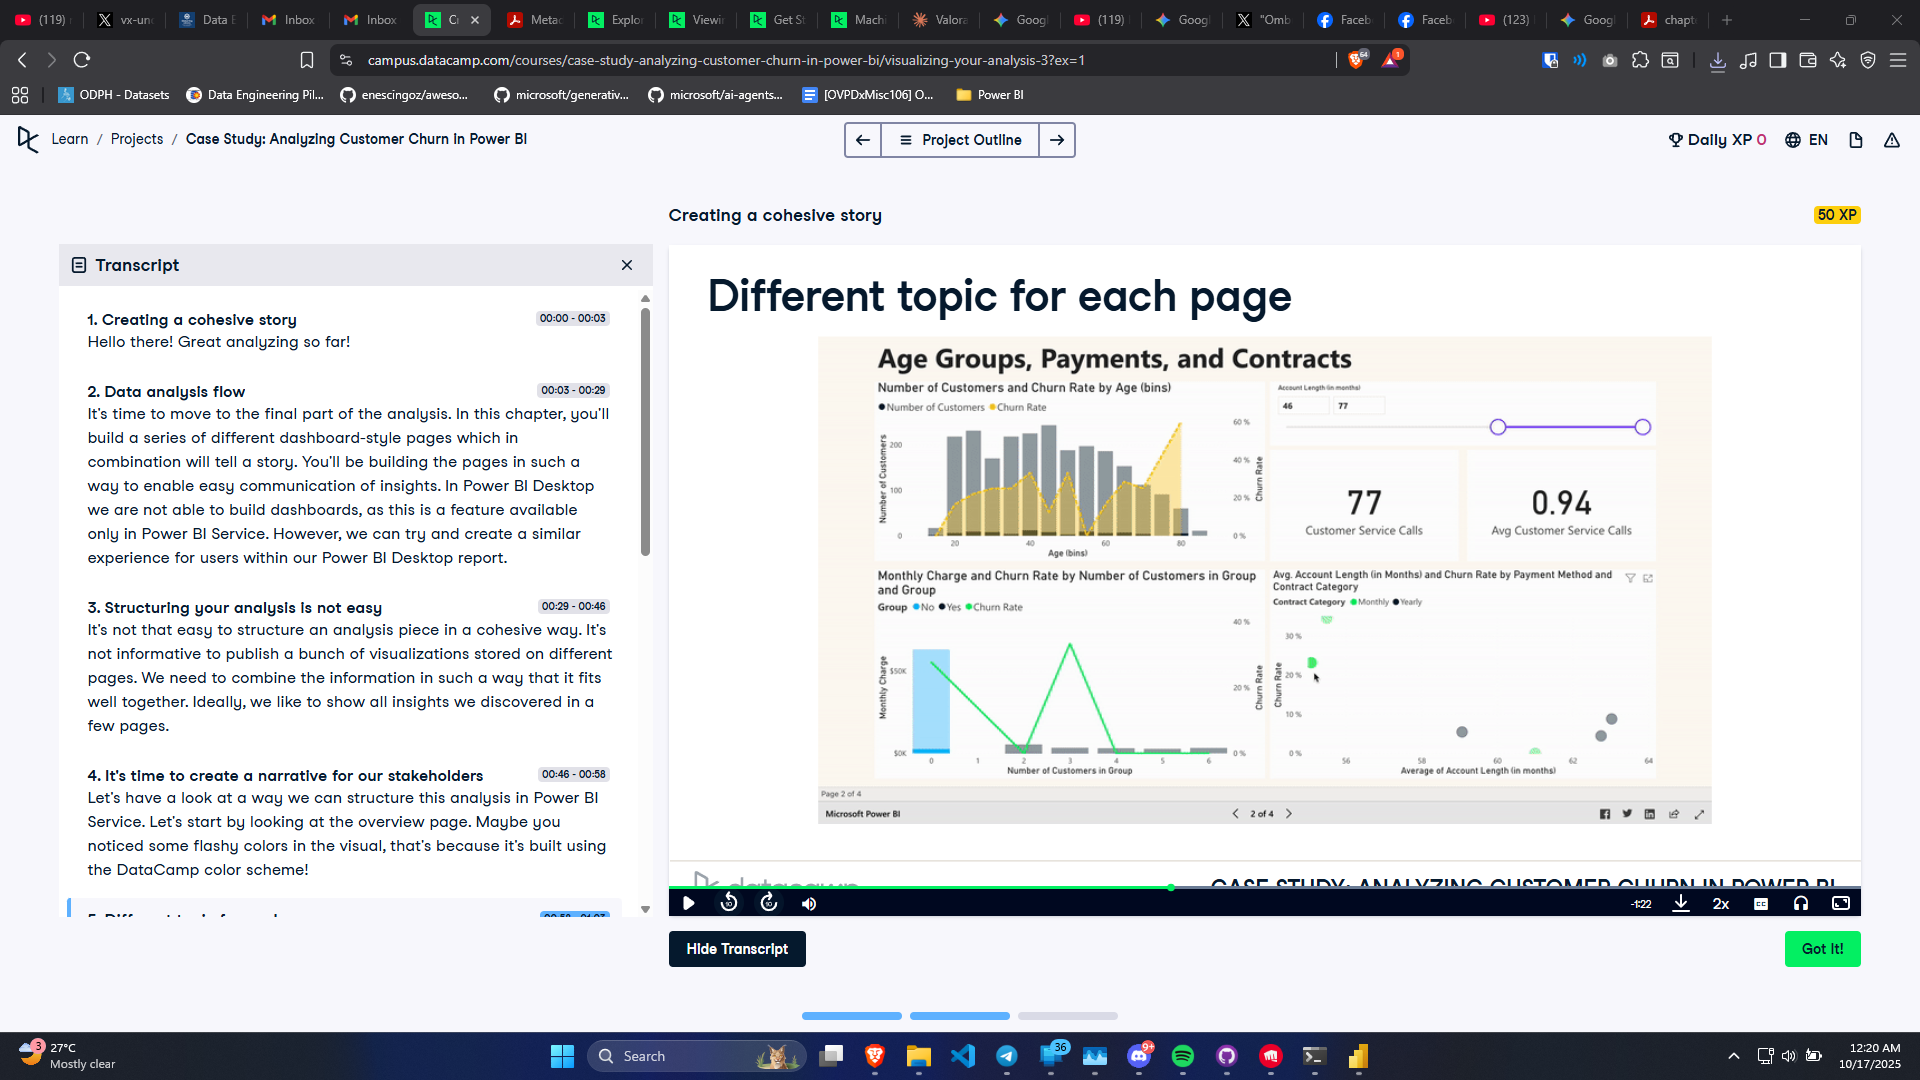 (119)
vx-und
Data E
Inbox
Inbox
Cr
Metac
Explor
Viewin
Get St
Machi
Valora
Googl
(119)
Googl
"Omb
Faceb
Faceb
(123)
Googl
chapt
campus.datacamp.com/courses/case-study-analyzing-customer-churn-in-power-bi/visualizing-your-analysis-3?ex=1
64
1
ODPH - Datasets
Data Engineering Pil...
enescingoz/aweso...
microsoft/generativ...
microsoft/ai-agents...
[OVPDxMisc106] O...
Power BI
Learn / Projects / Case Study: Analyzing Customer Churn in Power BI
Project Outline
Daily XP 0
EN
Creating a cohesive story
50 XP
Transcript
1. Creating a cohesive story
00:00 - 00:03
Hello there! Great analyzing so far!
2. Data analysis flow
00:03 - 00:29
It's time to move to the final part of the analysis. In this chapter, you'll
build a series of different dashboard-style pages which in
combination will tell a story. You'll be building the pages in such a
way to enable easy communication of insights. In Power BI Desktop
we are not able to build dashboards, as this is a feature available
only in Power BI Service. However, we can try and create a similar
experience for users within our Power BI Desktop report.
3. Structuring your analysis is not easy
00:29 - 00:46
It's not that easy to structure an analysis piece in a cohesive way. It's
not informative to publish a bunch of visualizations stored on different
pages. We need to combine the information in such a way that it fits
well together. Ideally, we like to show all insights we discovered in a
few pages.
4. It's time to create a narrative for our stakeholders
00:46 - 00:58
Let's have a look at a way we can structure this analysis in Power BI
Service. Let's start by looking at the overview page. Maybe you
noticed some flashy colors in the visual, that's because it's built using
the DataCamp color scheme!
Different topic for each page
Age Groups, Payments, and Contracts
Number of Customers and Churn Rate by Age (bins)
Number of Customers
Churn Rate
Number of Customers
200
100
0
60 %
40 %
20 %
0 %
Churn Rate
20
40
60
80
Age (bins)
Account Length (in months)
46
77
77
Customer Service Calls
0.94
Avg Customer Service Calls
Monthly Charge and Churn Rate by Number of Customers in Group
and Group
Group
No
Yes
Churn Rate
Monthly Charge
$50K
$0K
40 %
20 %
0 %
Churn Rate
0
1
2
3
4
5
6
Number of Customers in Group
Avg. Account Length (in Months) and Churn Rate by Payment Method and
Contract Category
Contract Category
Monthly
Yearly
Churn Rate
30 %
20 %
10 %
0 %
56
58
60
62
64
Average of Account Length (in months)
Page 2 of 4
Microsoft Power BI
2 of 4
datacamp
CASE STUDY: ANALYZING CUSTOMER CHURN IN POWER BI
10
10
-1:22
2x
CC
Hide Transcript
Got it!
3
27°C
Mostly clear
Search
36
9+
12:20 AM
10/17/2025